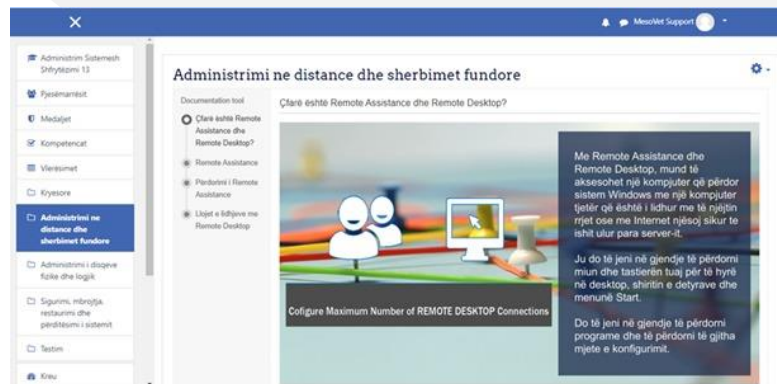 MesoVet Support
Administrim Sistemesh
Shfrytëzimi 13
Pjesëmarrësit
Medaljet
Kompetencat
Vlerësimet
Kryesore
Administrimi ne
distance dhe
sherbimet fundore
Administrimi i disqeve
fizike dhe logjik
Sigurimi, mbrojtja,
restaurimi dhe
përditësimi i sistemit
Testim
Kreu
Administrimi ne distance dhe sherbimet fundore
Documentation tool
Çfarë është Remote
Assistance dhe
Remote Desktop?
Remote Assistance
Përdorimi i Remote
Assistance
Llojet e lidhjeve me
Remote Desktop
Çfarë është Remote Assistance dhe Remote Desktop?
Cofigure Maximum Number of REMOTE DESKTOP Connections
Me Remote Assistance dhe
Remote Desktop, mund të
aksesohet një kompjuter që përdor
sistem Windows me një kompjuter
tjetër që është i lidhur me të njëjtin
rrjet ose me Internet njësoj sikur te
ishit ulur para server-it.
Ju do të jeni në gjendje të përdorni
miun dhe tastierën tuaj për të hyrë
në desktop, shiritin e detyrave dhe
menunë Start.
Do të jeni në gjendje të përdorni
programe dhe të përdorni të gjitha
mjete e konfigurimit.